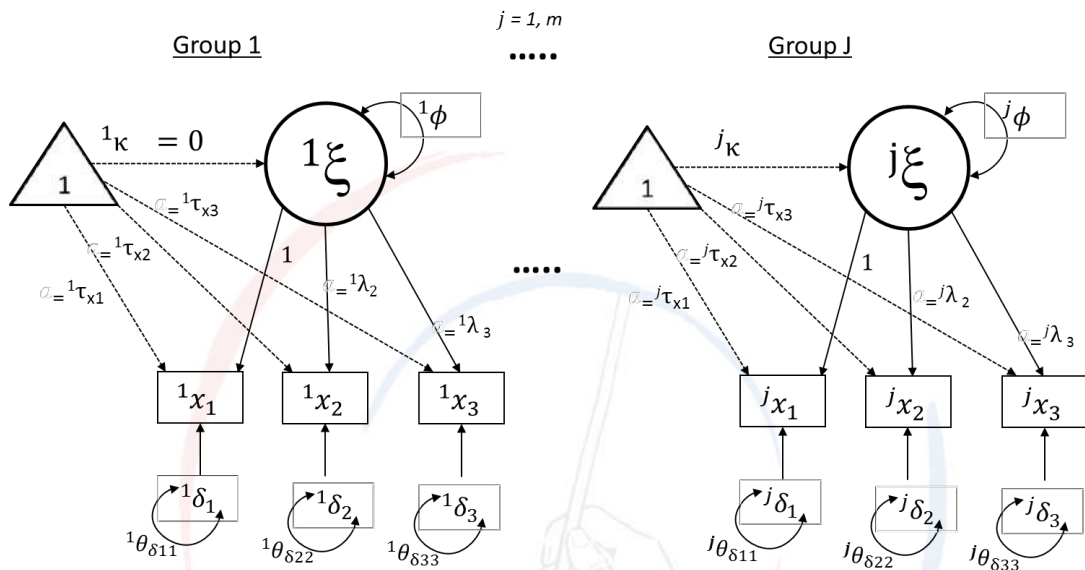 j = 1, m
Group 1 ..... Group J
¹κ = 0 ¹ϕ ʲκ ʲϕ
1 ¹ξ 1 ʲξ
α=¹τx3 α=ʲτx3
α=¹τx2 1 α=ʲτx2 1
α=¹τx1 ..... α=¹λ2 α=ʲτx1 α=ʲλ2
α=¹λ3 α=ʲλ3
¹x₁ ¹x₂ ¹x₃ ʲx₁ ʲx₂ ʲx₃
¹δ₁ ¹δ₂ ¹δ₃ ʲδ₁ ʲδ₂ ʲδ₃
¹θδ11 ¹θδ22 ¹θδ33 ʲθδ11 ʲθδ22 ʲθδ33